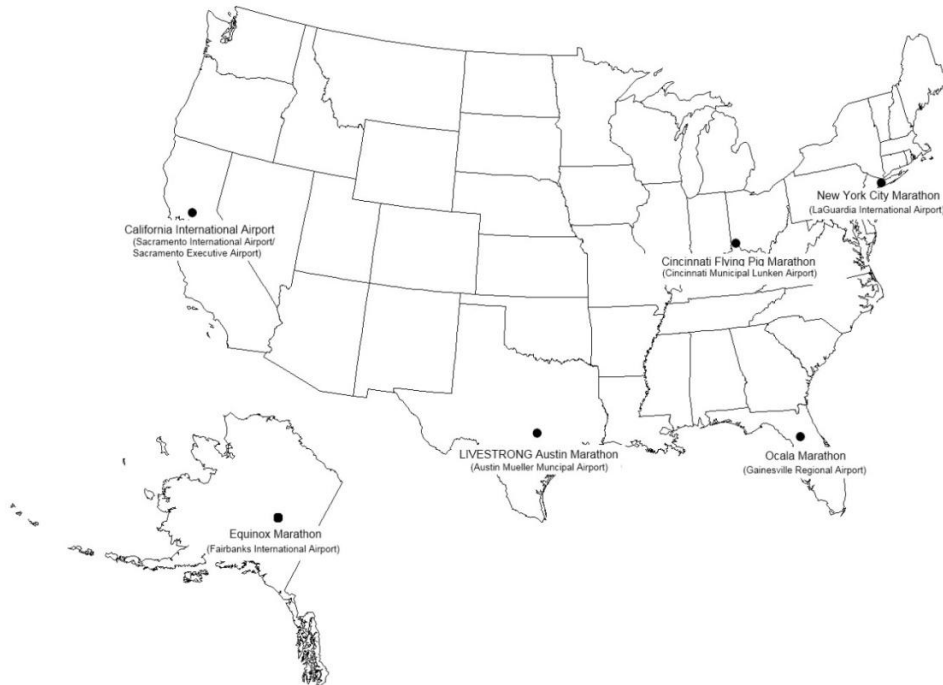 New York City Marathon
(LaGuardia International Airport)
California International Airport
(Sacramento International Airport/
Sacramento Executive Airport)
Cincinnati Flying Pig Marathon
(Cincinnati Municipal Lunken Airport)
LIVESTRONG Austin Marathon
(Austin Mueller Muncipal Airport)
Ocala Marathon
(Gainesville Regional Airport)
Equinox Marathon
(Fairbanks International Airport)